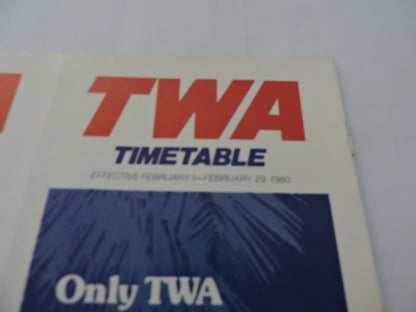 TWA
TIMETABLE
EFFECTIVE FEBRUARY 1—FEBRUARY 29, 1980
Only TWA